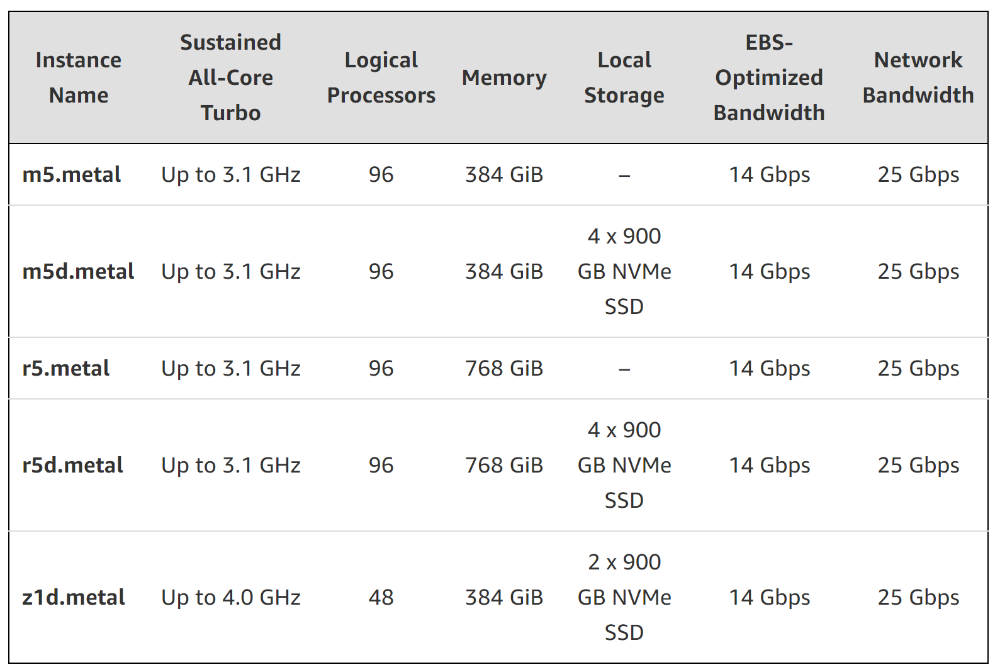 Instance Name | Sustained All-Core Turbo | Logical Processors | Memory | Local Storage | EBS-Optimized Bandwidth | Network Bandwidth
m5.metal | Up to 3.1 GHz | 96 | 384 GiB | – | 14 Gbps | 25 Gbps
m5d.metal | Up to 3.1 GHz | 96 | 384 GiB | 4 x 900 GB NVMe SSD | 14 Gbps | 25 Gbps
r5.metal | Up to 3.1 GHz | 96 | 768 GiB | – | 14 Gbps | 25 Gbps
r5d.metal | Up to 3.1 GHz | 96 | 768 GiB | 4 x 900 GB NVMe SSD | 14 Gbps | 25 Gbps
z1d.metal | Up to 4.0 GHz | 48 | 384 GiB | 2 x 900 GB NVMe SSD | 14 Gbps | 25 Gbps